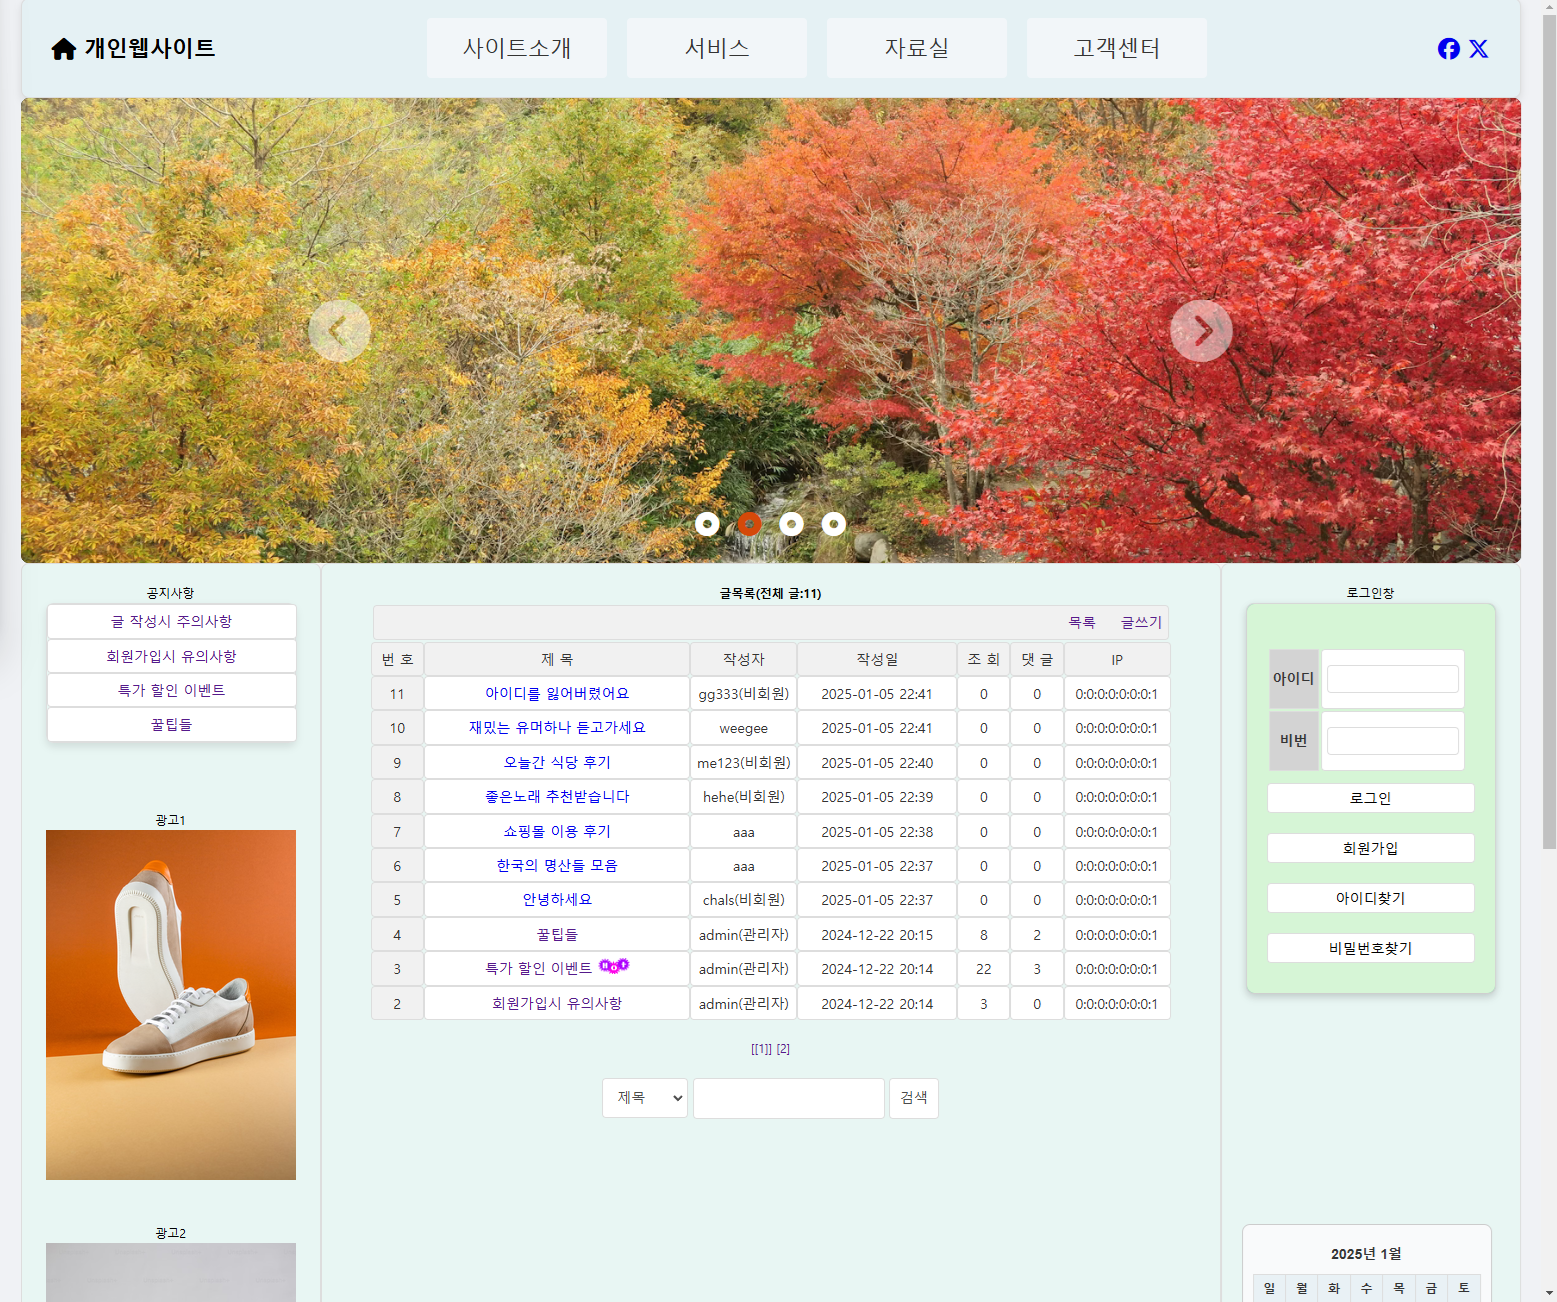 개인웹사이트
사이트소개 서비스 자료실 고객센터
공지사항
글 작성시 주의사항
회원가입시 유의사항
특가 할인 이벤트
꿀팁들
광고1
광고2
글목록(전체 글:11)
목록 글쓰기
번 호 제 목 작성자 작성일 조 회 댓 글 IP
11 아이디를 잃어버렸어요 gg333(비회원) 2025-01-05 22:41 0 0 0:0:0:0:0:0:0:1
10 재밌는 유머하나 듣고가세요 weegee 2025-01-05 22:41 0 0 0:0:0:0:0:0:0:1
9 오늘간 식당 후기 me123(비회원) 2025-01-05 22:40 0 0 0:0:0:0:0:0:0:1
8 좋은노래 추천받습니다 hehe(비회원) 2025-01-05 22:39 0 0 0:0:0:0:0:0:0:1
7 쇼핑몰 이용 후기 aaa 2025-01-05 22:38 0 0 0:0:0:0:0:0:0:1
6 한국의 명산들 모음 aaa 2025-01-05 22:37 0 0 0:0:0:0:0:0:0:1
5 안녕하세요 chals(비회원) 2025-01-05 22:37 0 0 0:0:0:0:0:0:0:1
4 꿀팁들 admin(관리자) 2024-12-22 20:15 8 2 0:0:0:0:0:0:0:1
3 특가 할인 이벤트 HOT admin(관리자) 2024-12-22 20:14 22 3 0:0:0:0:0:0:0:1
2 회원가입시 유의사항 admin(관리자) 2024-12-22 20:14 3 0 0:0:0:0:0:0:0:1
[[1]] [2]
제목 검색
로그인창
아이디
비번
로그인
회원가입
아이디찾기
비밀번호찾기
2025년 1월
일 월 화 수 목 금 토